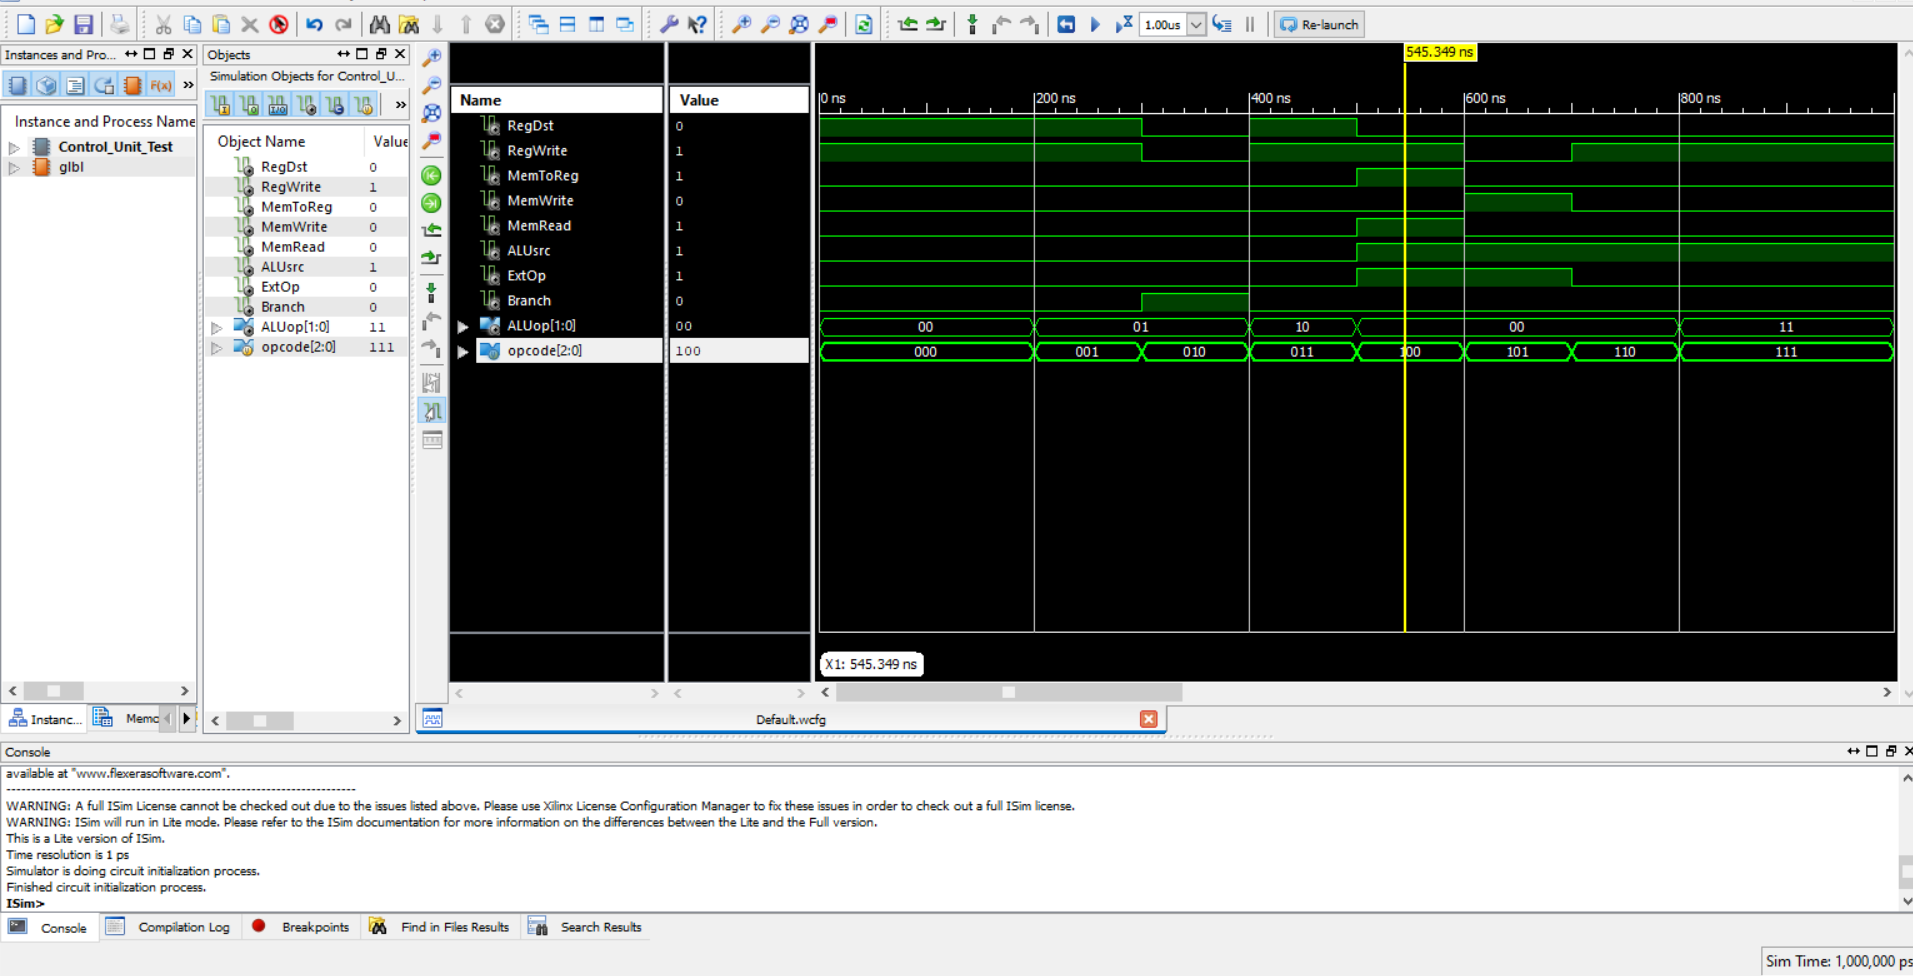 1.00us
Re-launch
Instances and Pro...
Objects
Simulation Objects for Control_U...
F(x)
»
»
Instance and Process Name
Control_Unit_Test
glbl
Object Name Value
RegDst 0
RegWrite 1
MemToReg 0
MemWrite 0
MemRead 0
ALUsrc 1
ExtOp 0
Branch 0
ALUop[1:0] 11
opcode[2:0] 111
Instanc...
Memo
Name Value
RegDst 0
RegWrite 1
MemToReg 1
MemWrite 0
MemRead 1
ALUsrc 1
ExtOp 1
Branch 0
ALUop[1:0] 00
opcode[2:0] 100
545.349 ns
0 ns 200 ns 400 ns 600 ns 800 ns
00 01 10 00 11
000 001 010 011 100 101 110 111
X1: 545.349 ns
Default.wcfg
Console
available at "www.flexerasoftware.com".
----------------------------------------------------------------------
WARNING: A full ISim License cannot be checked out due to the issues listed above. Please use Xilinx License Configuration Manager to fix these issues in order to check out a full ISim license.
WARNING: ISim will run in Lite mode. Please refer to the ISim documentation for more information on the differences between the Lite and the Full version.
This is a Lite version of ISim.
Time resolution is 1 ps
Simulator is doing circuit initialization process.
Finished circuit initialization process.
ISim>
Console
Compilation Log
Breakpoints
Find in Files Results
Search Results
Sim Time: 1,000,000 ps